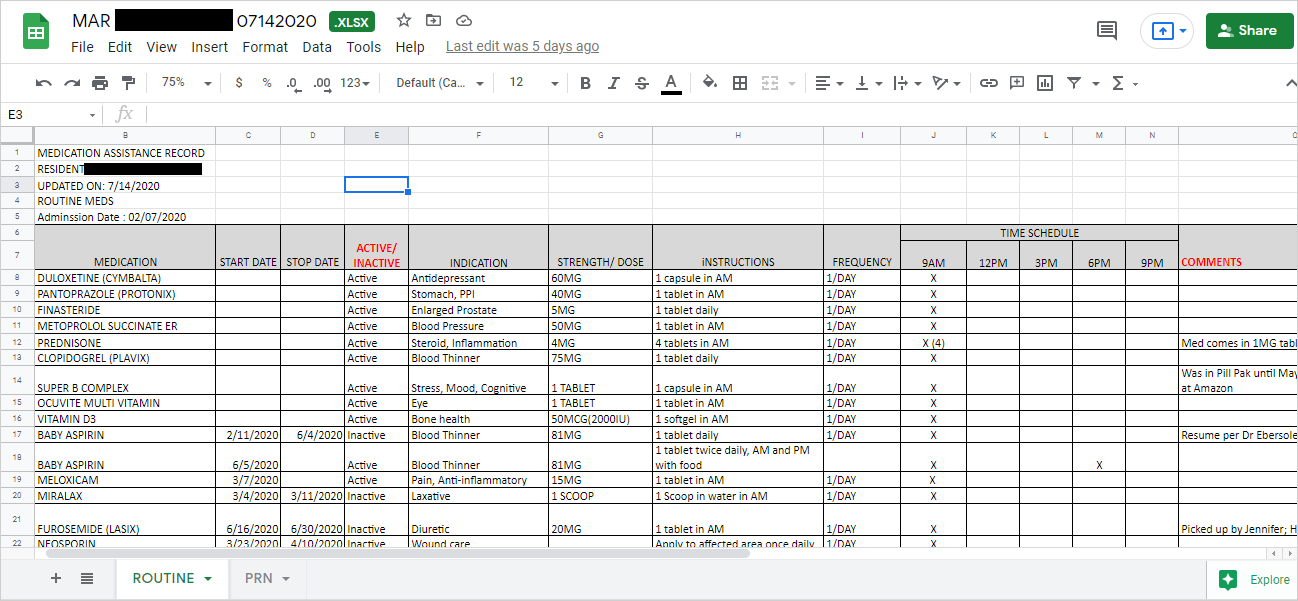 MAR 07142020 .XLSX
File Edit View Insert Format Data Tools Help Last edit was 5 days ago
Share
75% $ % .0 .00 123 Default (Ca... 12 B I S A Σ
E3 fx
B C D E F G H I J K L M N
1 MEDICATION ASSISTANCE RECORD
2 RESIDENT
3 UPDATED ON: 7/14/2020
4 ROUTINE MEDS
5 Adminssion Date : 02/07/2020
6 TIME SCHEDULE
7 MEDICATION START DATE STOP DATE ACTIVE/ INACTIVE INDICATION STRENGTH/ DOSE iNSTRUCTIONS FREQUENCY 9AM 12PM 3PM 6PM 9PM COMMENTS
8 DULOXETINE (CYMBALTA) Active Antidepressant 60MG 1 capsule in AM 1/DAY X
9 PANTOPRAZOLE (PROTONIX) Active Stomach, PPI 40MG 1 tablet in AM 1/DAY X
10 FINASTERIDE Active Enlarged Prostate 5MG 1 tablet daily 1/DAY X
11 METOPROLOL SUCCINATE ER Active Blood Pressure 50MG 1 tablet in AM 1/DAY X
12 PREDNISONE Active Steroid, Inflammation 4MG 4 tablets in AM 1/DAY X (4) Med comes in 1MG tabl
13 CLOPIDOGREL (PLAVIX) Active Blood Thinner 75MG 1 tablet daily 1/DAY X
14 SUPER B COMPLEX Active Stress, Mood, Cognitive 1 TABLET 1 capsule in AM 1/DAY X Was in Pill Pak until May at Amazon
15 OCUVITE MULTI VITAMIN Active Eye 1 TABLET 1 tablet in AM 1/DAY X
16 VITAMIN D3 Active Bone health 50MCG(2000IU) 1 softgel in AM 1/DAY X
17 BABY ASPIRIN 2/11/2020 6/4/2020 Inactive Blood Thinner 81MG 1 tablet daily 1/DAY X Resume per Dr Ebersole
18 BABY ASPIRIN 6/5/2020 Active Blood Thinner 81MG 1 tablet twice daily, AM and PM with food X X
19 MELOXICAM 3/7/2020 Active Pain, Anti-inflammatory 15MG 1 tablet in AM 1/DAY X
20 MIRALAX 3/4/2020 3/11/2020 Inactive Laxative 1 SCOOP 1 Scoop in water in AM 1/DAY X
21 FUROSEMIDE (LASIX) 6/16/2020 6/30/2020 Inactive Diuretic 20MG 1 tablet in AM 1/DAY X Picked up by Jennifer; H
22 NEOSPORIN 3/23/2020 4/10/2020 Inactive Wound care Apply to affected area once daily 1/DAY X
ROUTINE PRN Explore